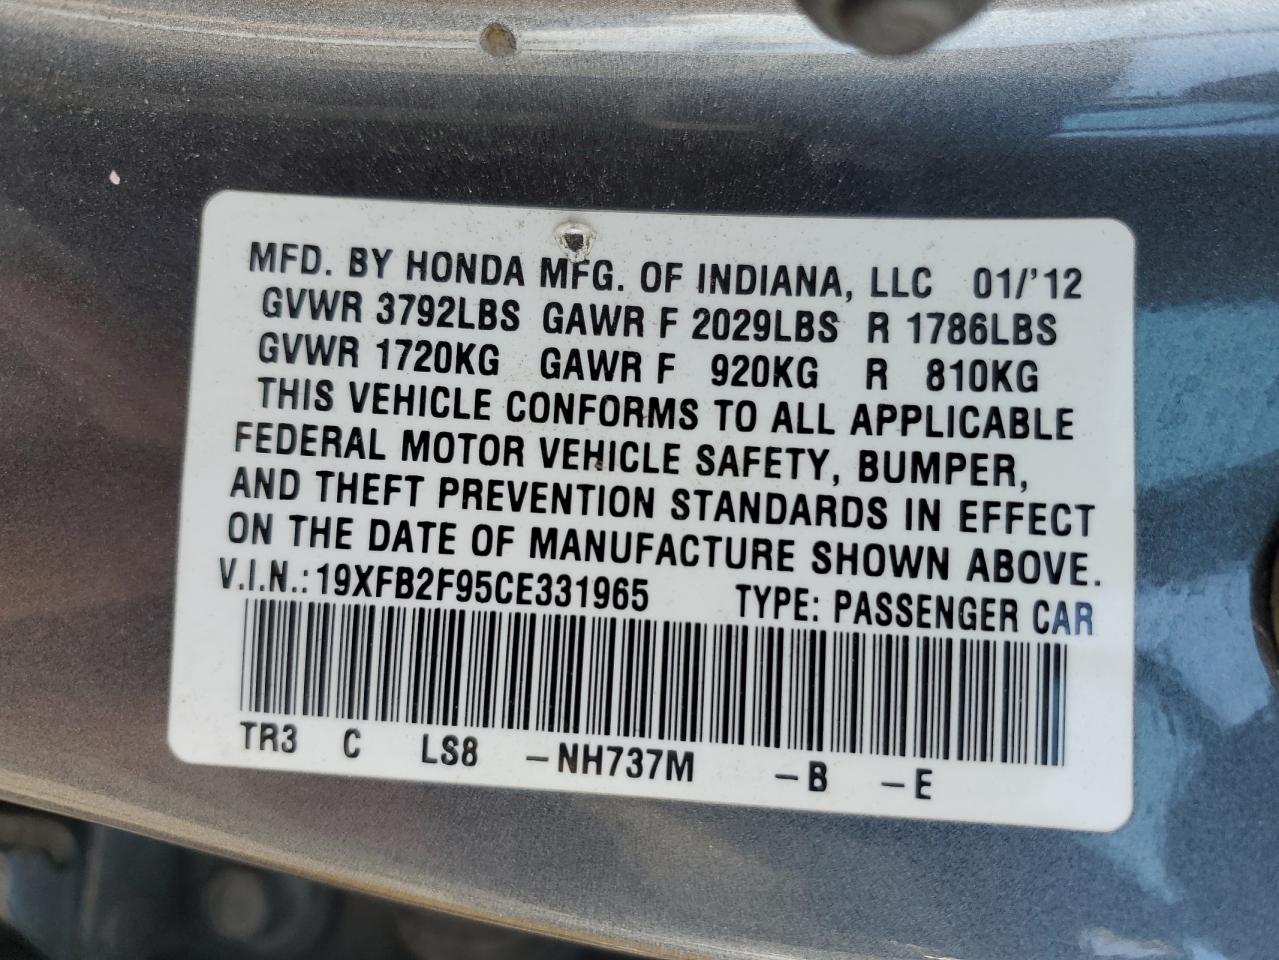 MFD. BY HONDA MFG. OF INDIANA, LLC 01/'12
GVWR 3792LBS GAWR F 2029LBS R 1786LBS
GVWR 1720KG GAWR F 920KG R 810KG
THIS VEHICLE CONFORMS TO ALL APPLICABLE
FEDERAL MOTOR VEHICLE SAFETY, BUMPER,
AND THEFT PREVENTION STANDARDS IN EFFECT
ON THE DATE OF MANUFACTURE SHOWN ABOVE.
V.I.N.: 19XFB2F95CE331965 TYPE: PASSENGER CAR
TR3 C LS8 -NH737M -B -E